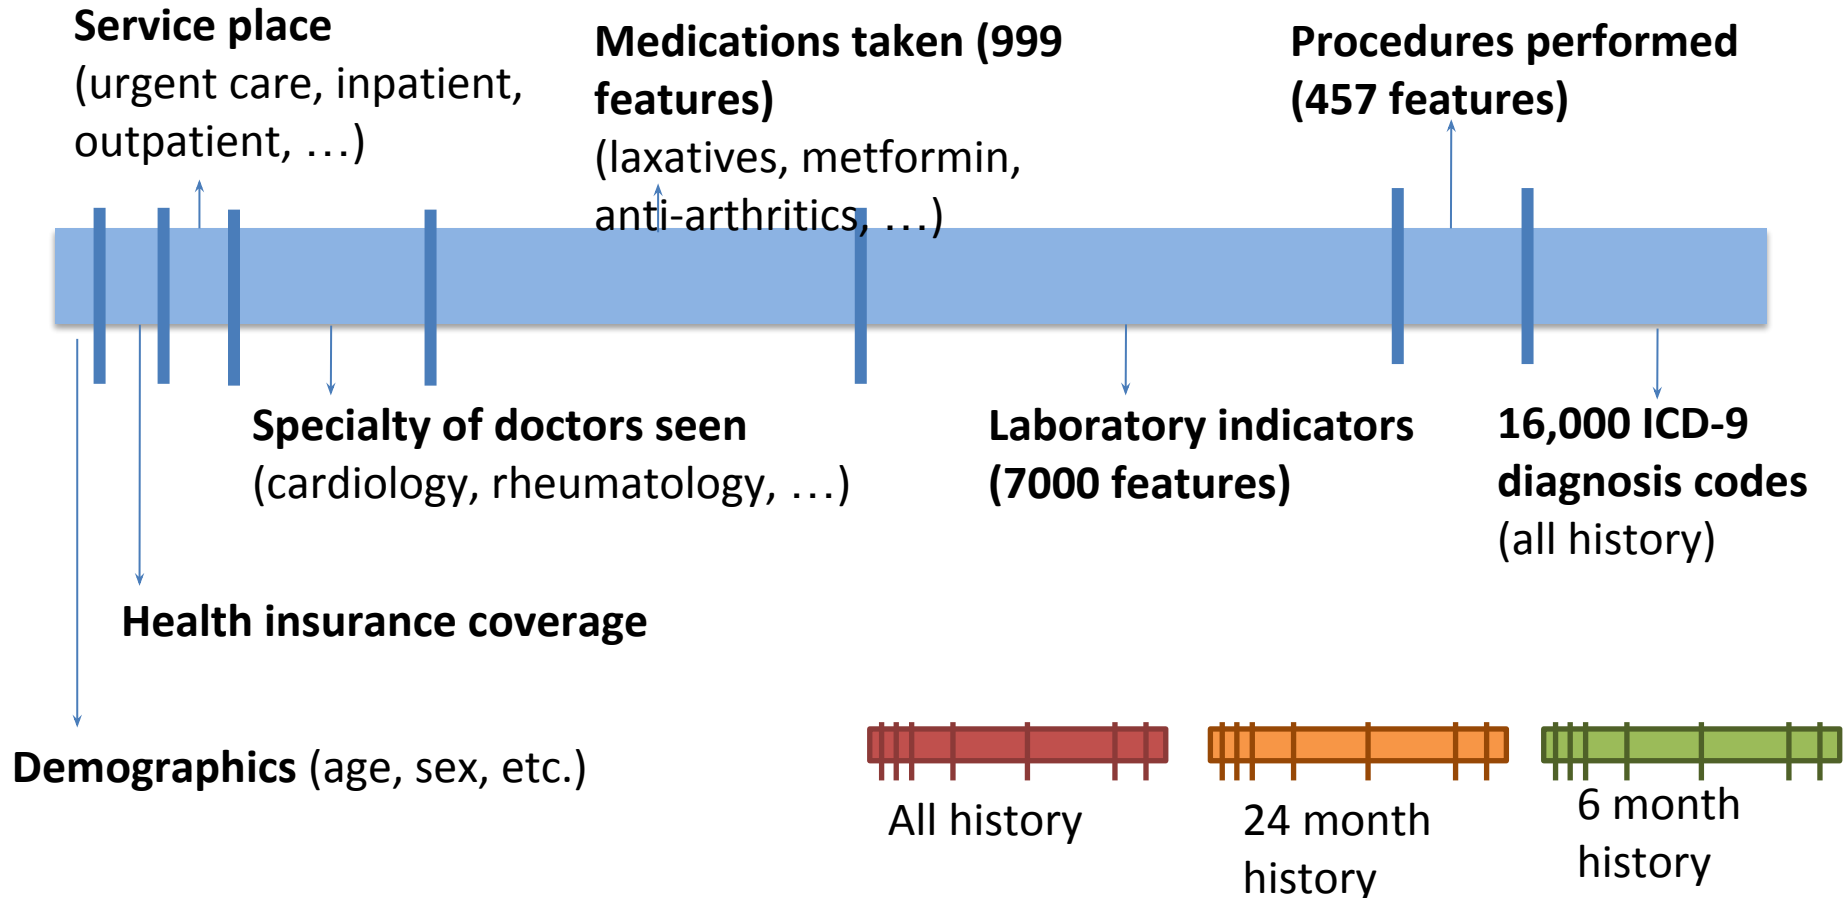 Service place
(urgent care, inpatient,
outpatient, …)
Medications taken (999
features)
(laxatives, metformin,
anti-arthritics, …)
Procedures performed
(457 features)
Specialty of doctors seen
(cardiology, rheumatology, …)
Laboratory indicators
(7000 features)
16,000 ICD-9
diagnosis codes
(all history)
Health insurance coverage
Demographics (age, sex, etc.)
All history
24 month
history
6 month
history